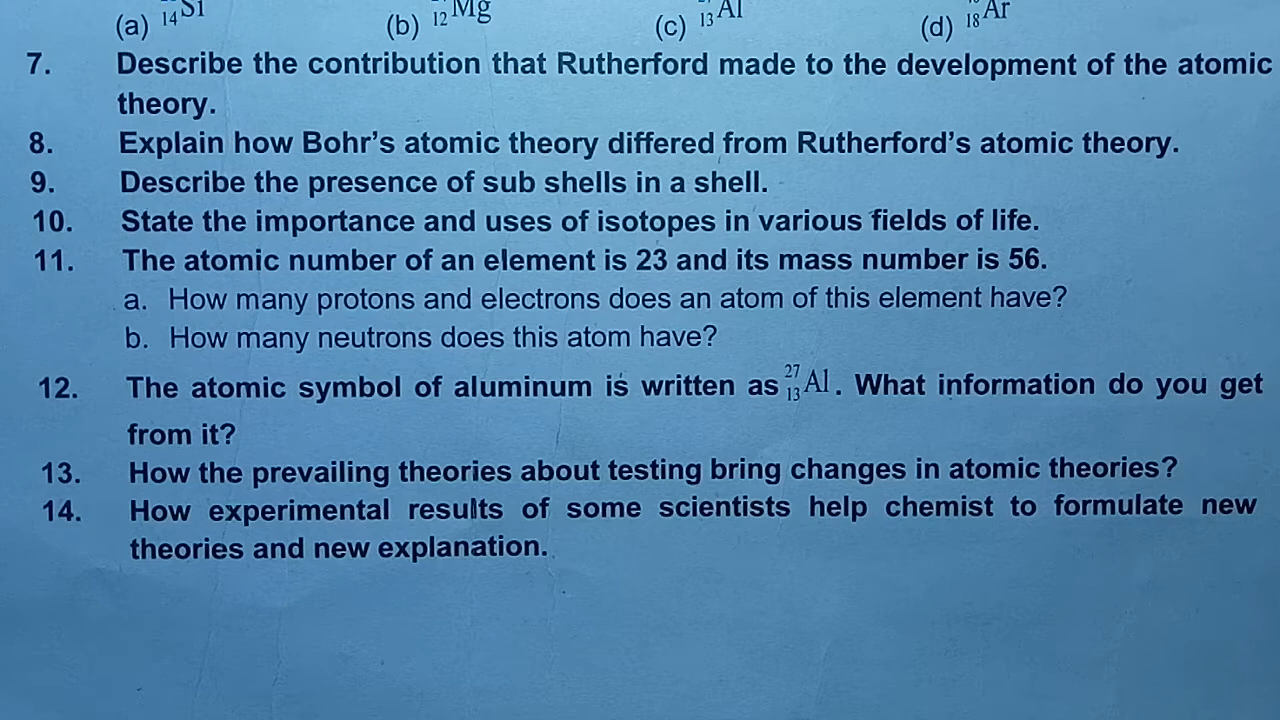 (a) 14Si (b) 12Mg (c) 13Al (d) 18Ar
7. Describe the contribution that Rutherford made to the development of the atomic
theory.
8. Explain how Bohr's atomic theory differed from Rutherford's atomic theory.
9. Describe the presence of sub shells in a shell.
10. State the importance and uses of isotopes in various fields of life.
11. The atomic number of an element is 23 and its mass number is 56.
a. How many protons and electrons does an atom of this element have?
b. How many neutrons does this atom have?
12. The atomic symbol of aluminum is written as ²⁷₁₃Al. What information do you get
from it?
13. How the prevailing theories about testing bring changes in atomic theories?
14. How experimental results of some scientists help chemist to formulate new
theories and new explanation.